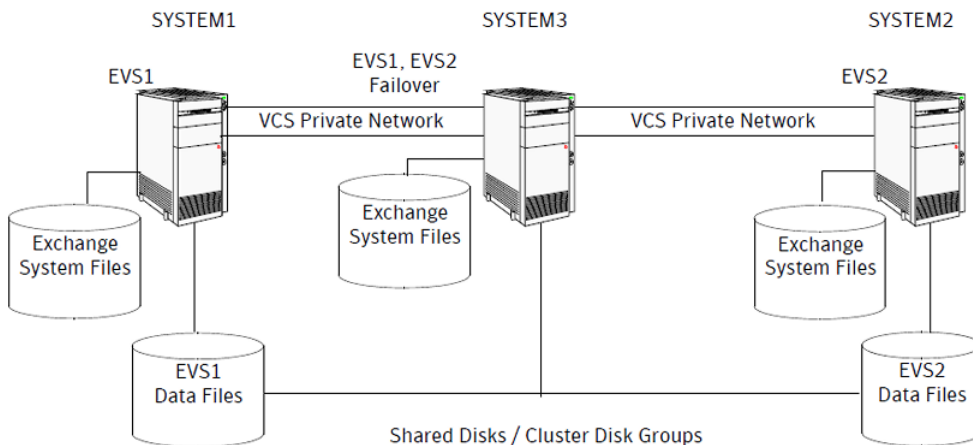 SYSTEM1
SYSTEM3
SYSTEM2
EVS1
EVS1, EVS2
Failover
EVS2
VCS Private Network
VCS Private Network
Exchange
System Files
Exchange
System Files
Exchange
System Files
EVS1
Data Files
EVS2
Data Files
Shared Disks / Cluster Disk Groups